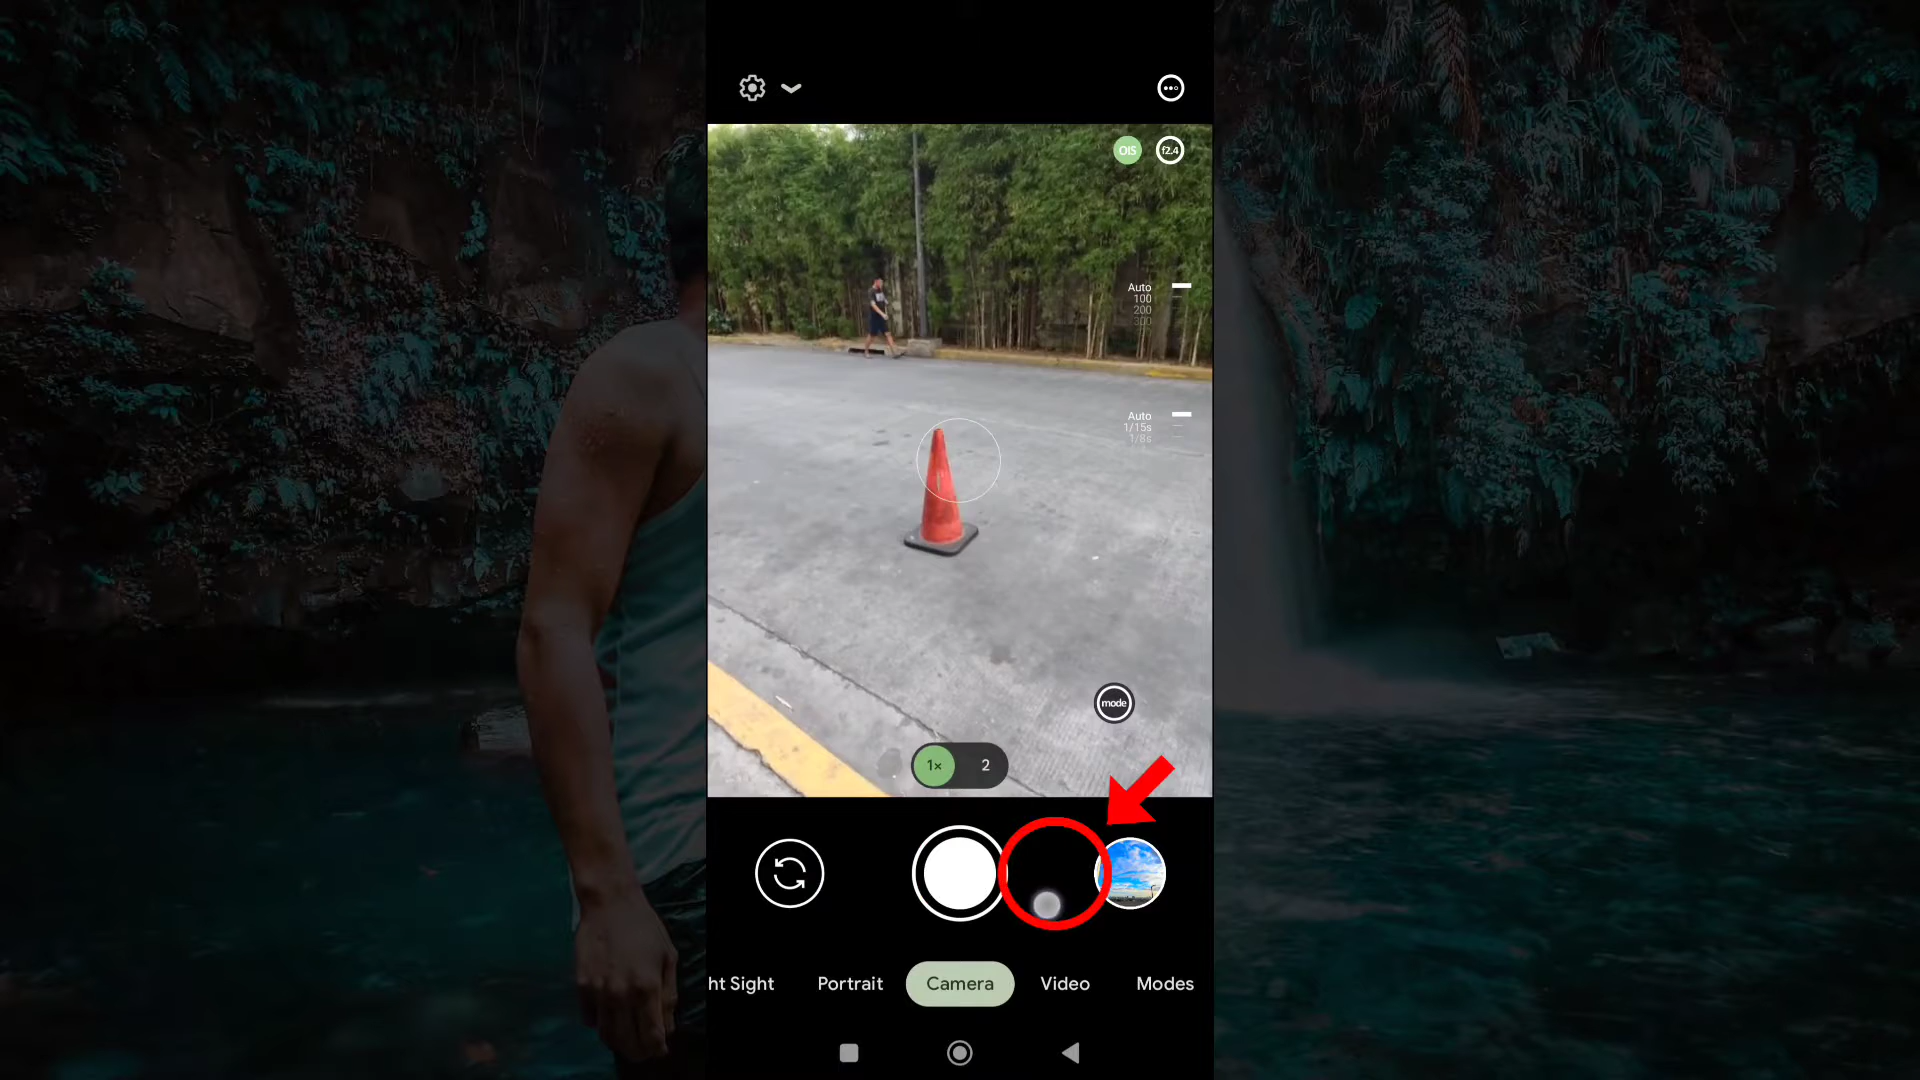 OIS f2.4
Auto
100
200
300
Auto
1/15s
1/8s
mode
1× 2
ht Sight Portrait Camera Video Modes